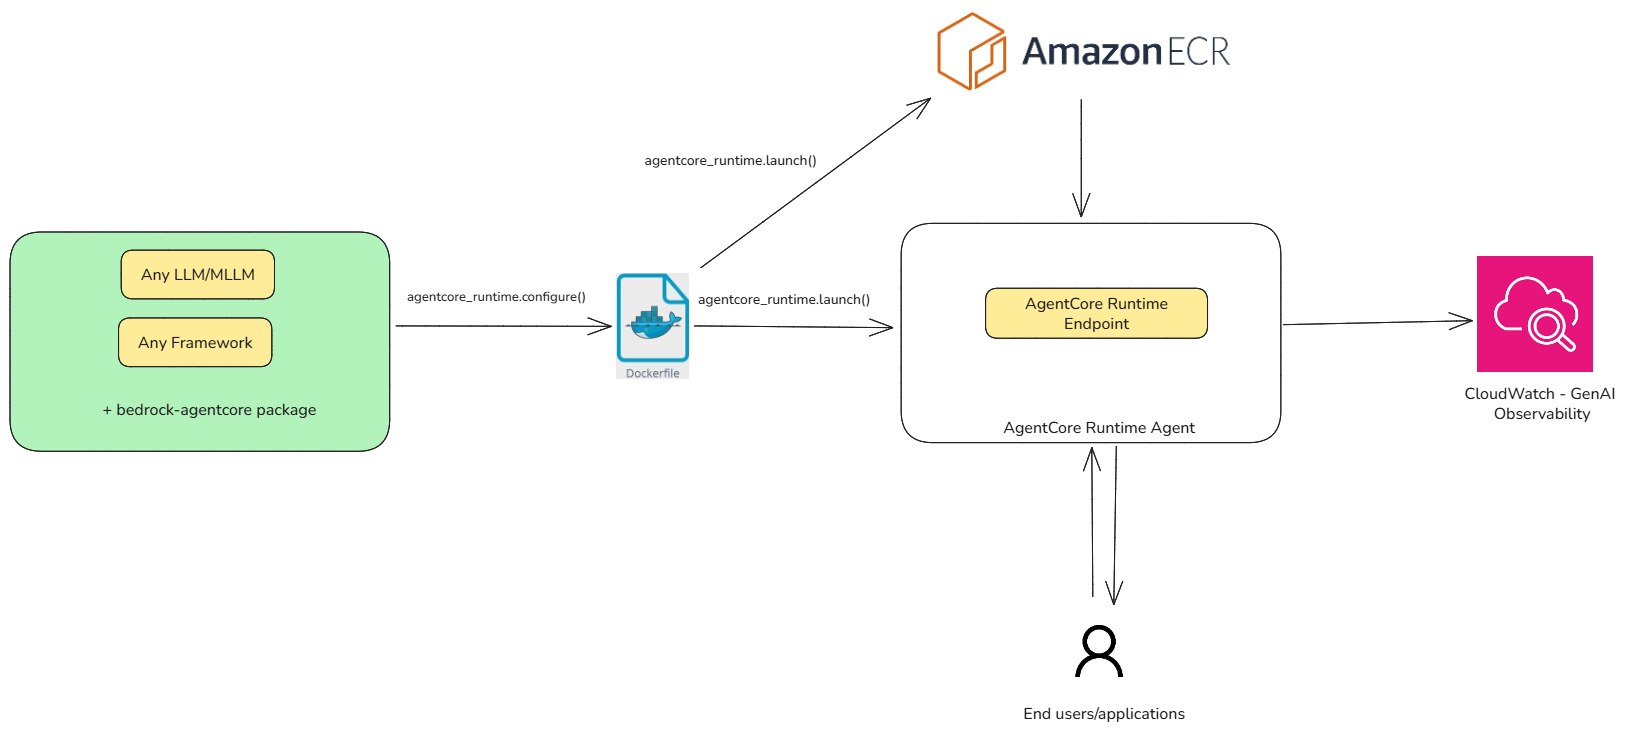 Amazon ECR
agentcore_runtime.launch()
Any LLM/MLLM
Any Framework
+ bedrock-agentcore package
agentcore_runtime.configure()
Dockerfile
agentcore_runtime.launch()
AgentCore Runtime
Endpoint
AgentCore Runtime Agent
CloudWatch - GenAI
Observability
End users/applications